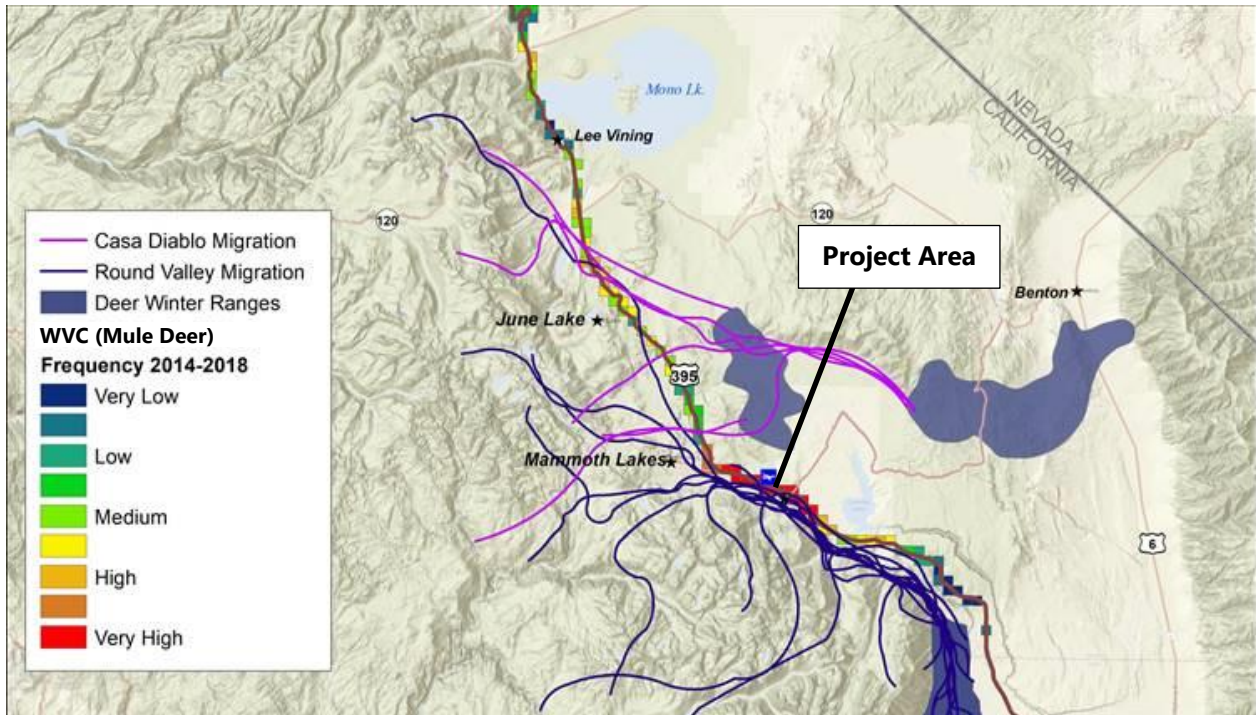 Mono Lk.
Lee Vining
NEVADA
CALIFORNIA
120
120
Project Area
Benton
June Lake
395
Mammoth Lakes
6
Casa Diablo Migration
Round Valley Migration
Deer Winter Ranges
WVC (Mule Deer)
Frequency 2014-2018
Very Low
Low
Medium
High
Very High